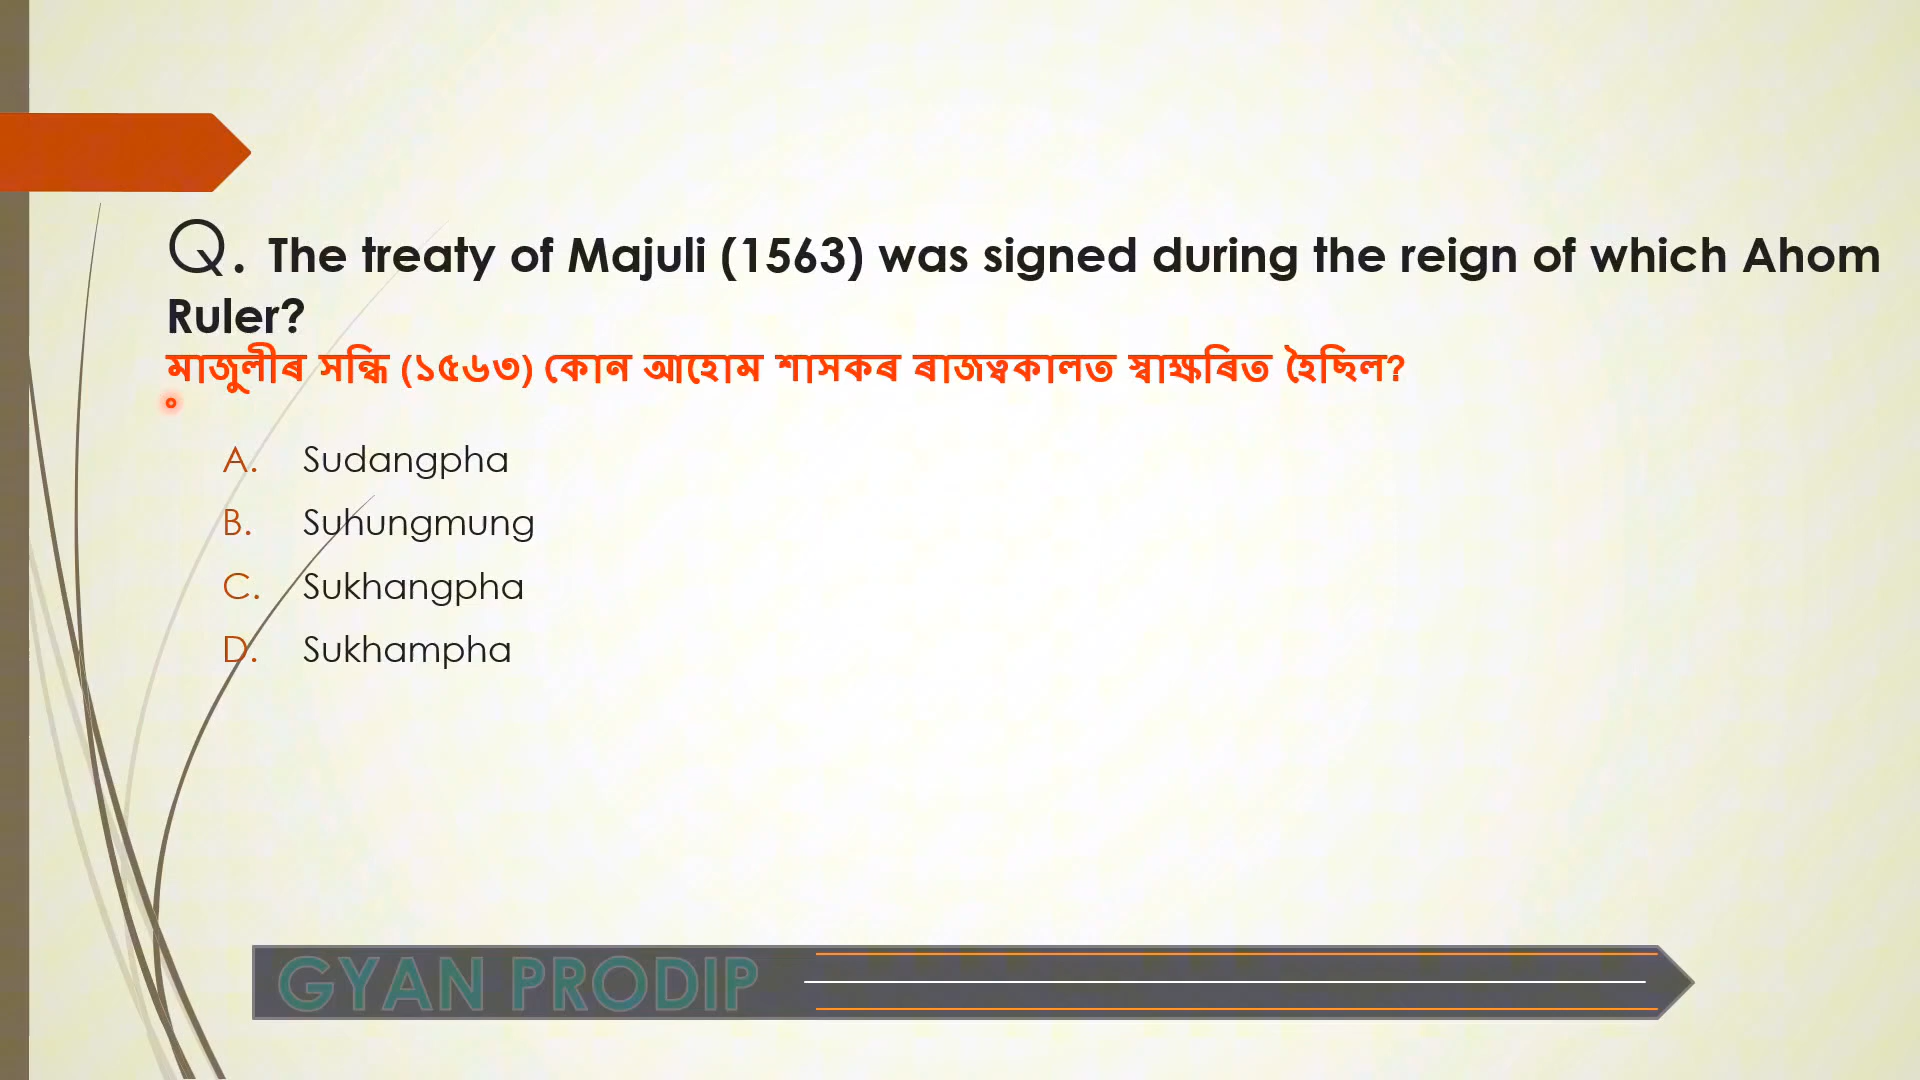 Q. The treaty of Majuli (1563) was signed during the reign of which Ahom
Ruler?
মাজুলীৰ সন্ধি (১৫৬৩) কোন আহোম শাসকৰ ৰাজত্বকালত স্বাক্ষৰিত হৈছিল?
A. Sudangpha
B. Suhungmung
C. Sukhangpha
D. Sukhampha
GYAN PRODIP